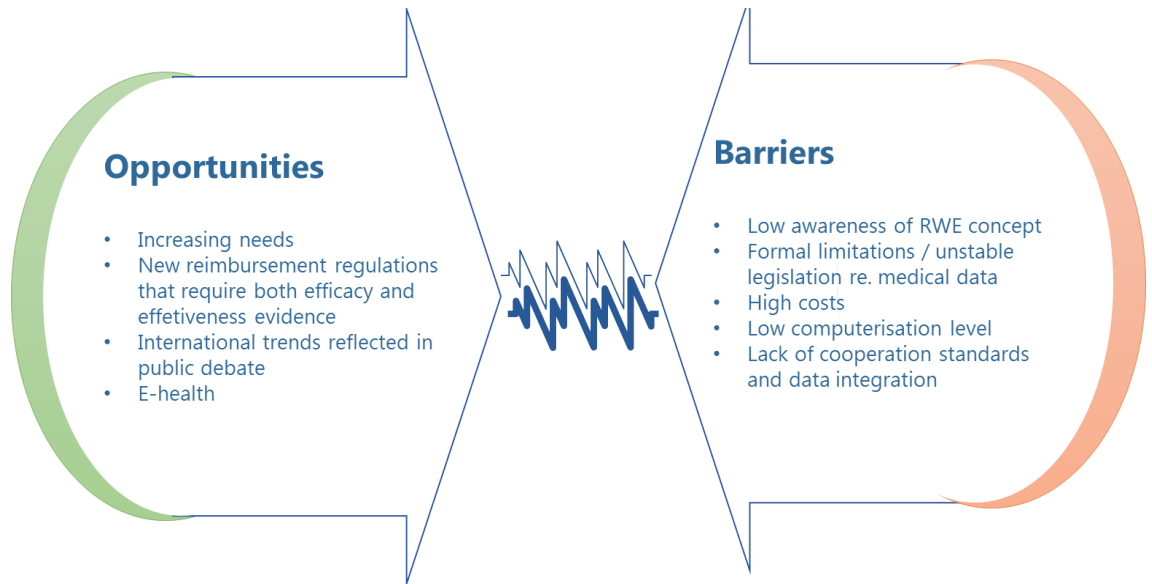 Opportunities
• Increasing needs
• New reimbursement regulations
that require both efficacy and
effetiveness evidence
• International trends reflected in
public debate
• E-health
Barriers
• Low awareness of RWE concept
• Formal limitations / unstable
legislation re. medical data
• High costs
• Low computerisation level
• Lack of cooperation standards
and data integration